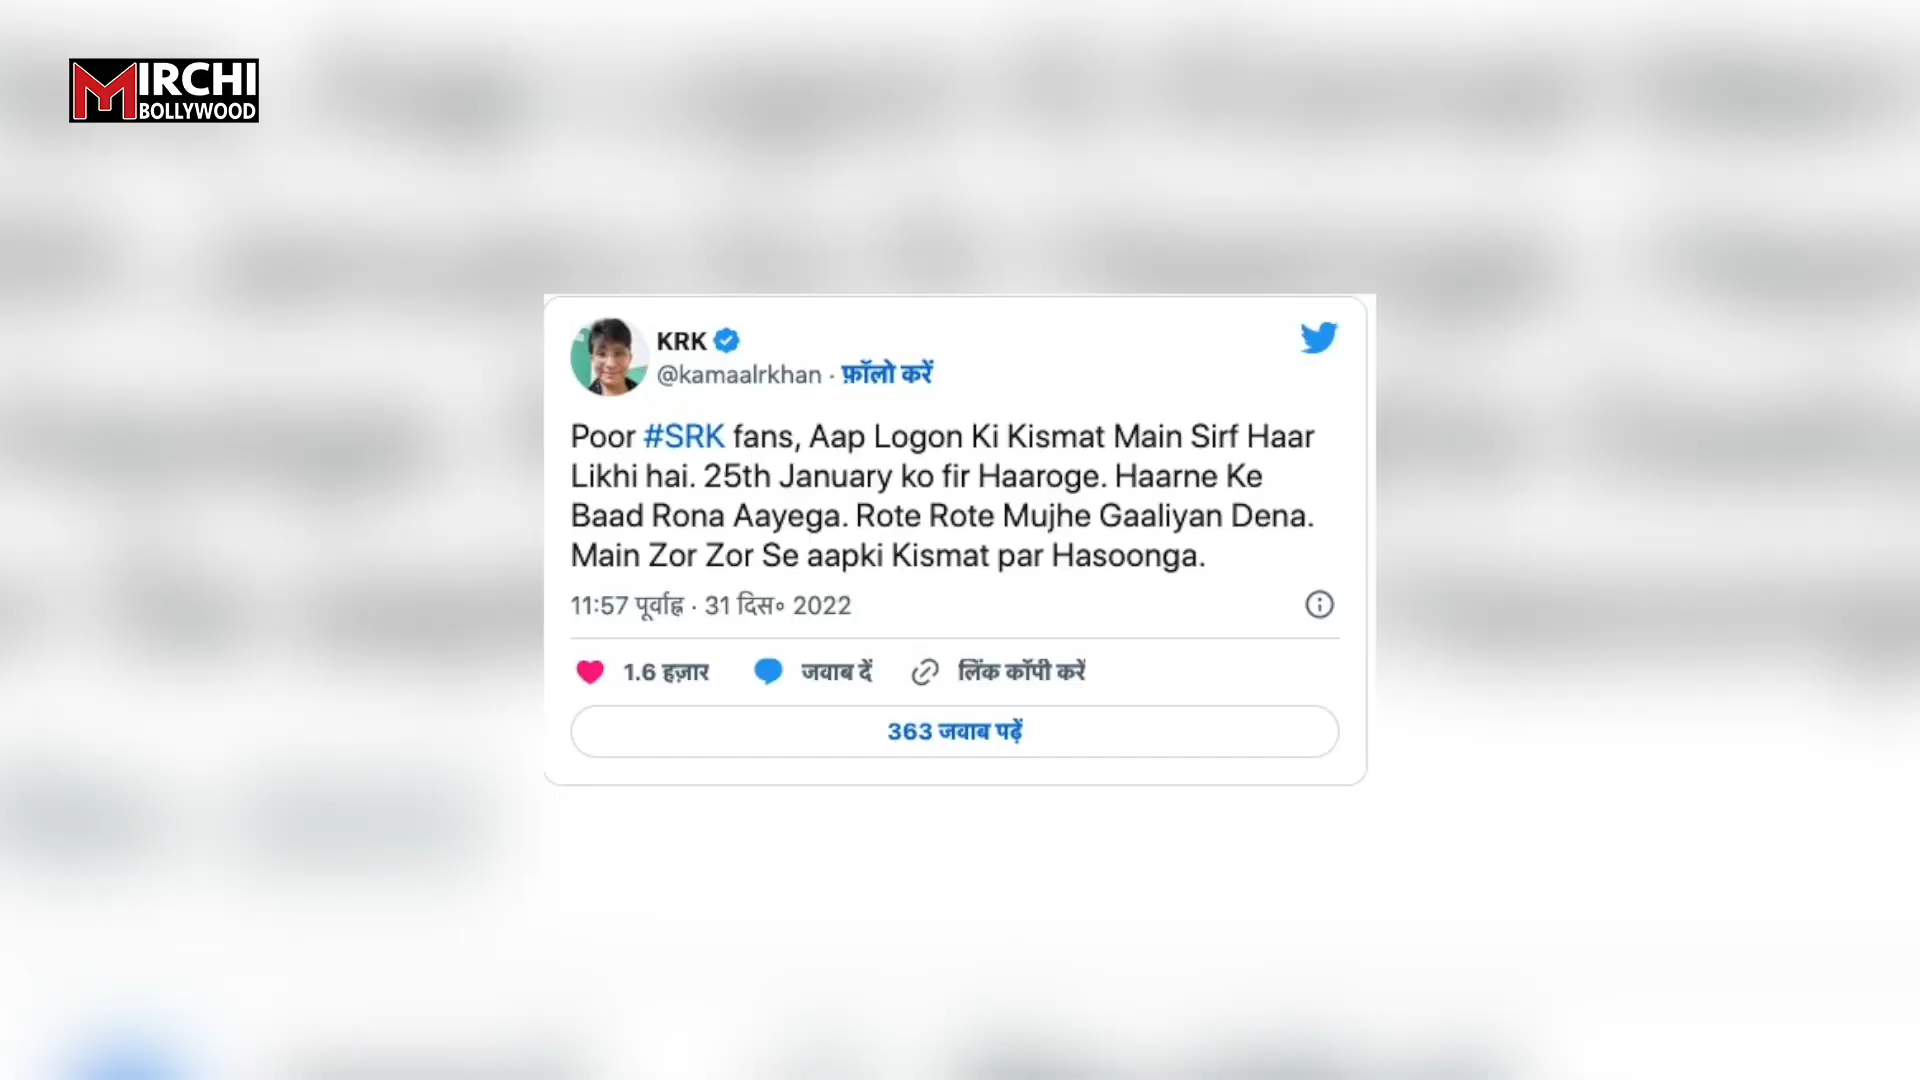 MIRCHI
BOLLYWOOD
KRK
@kamaalrkhan · फ़ॉलो करें
Poor #SRK fans, Aap Logon Ki Kismat Main Sirf Haar
Likhi hai. 25th January ko fir Haaroge. Haarne Ke
Baad Rona Aayega. Rote Rote Mujhe Gaaliyan Dena.
Main Zor Zor Se aapki Kismat par Hasoonga.
11:57 पूर्वाह्न · 31 दिस॰ 2022
1.6 हज़ार जवाब दें लिंक कॉपी करें
363 जवाब पढ़ें